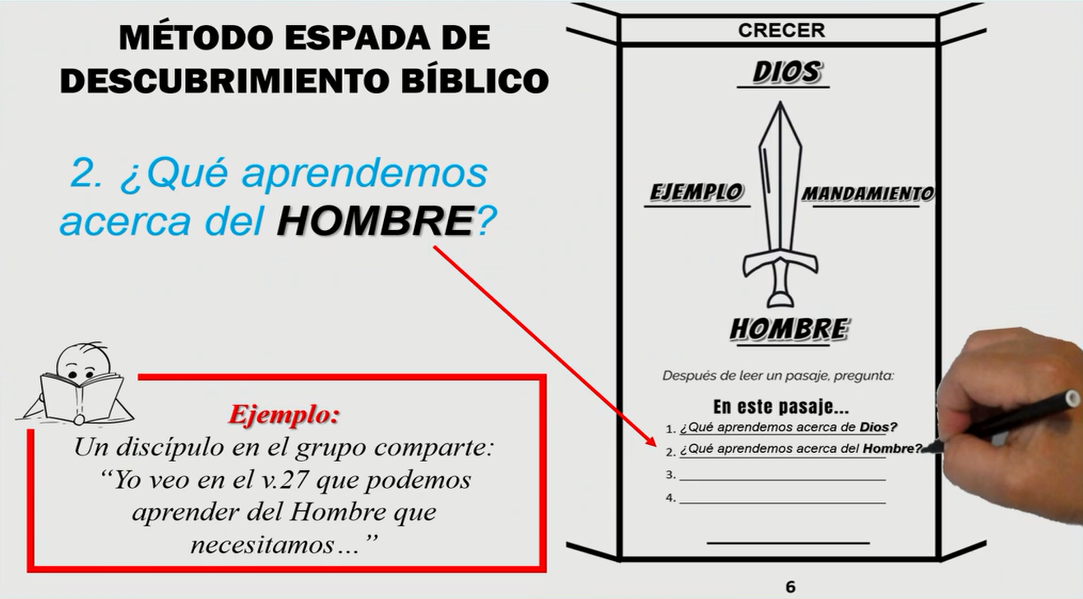 MÉTODO ESPADA DE
DESCUBRIMIENTO BÍBLICO
2. ¿Qué aprendemos
acerca del HOMBRE?
Ejemplo:
Un discípulo en el grupo comparte:
“Yo veo en el v.27 que podemos
aprender del Hombre que
necesitamos…”
CRECER
DIOS
EJEMPLO
MANDAMIENTO
HOMBRE
Después de leer un pasaje, pregunta:
En este pasaje...
1. ¿Qué aprendemos acerca de Dios?
2. ¿Qué aprendemos acerca del Hombre?
3.
4.
6